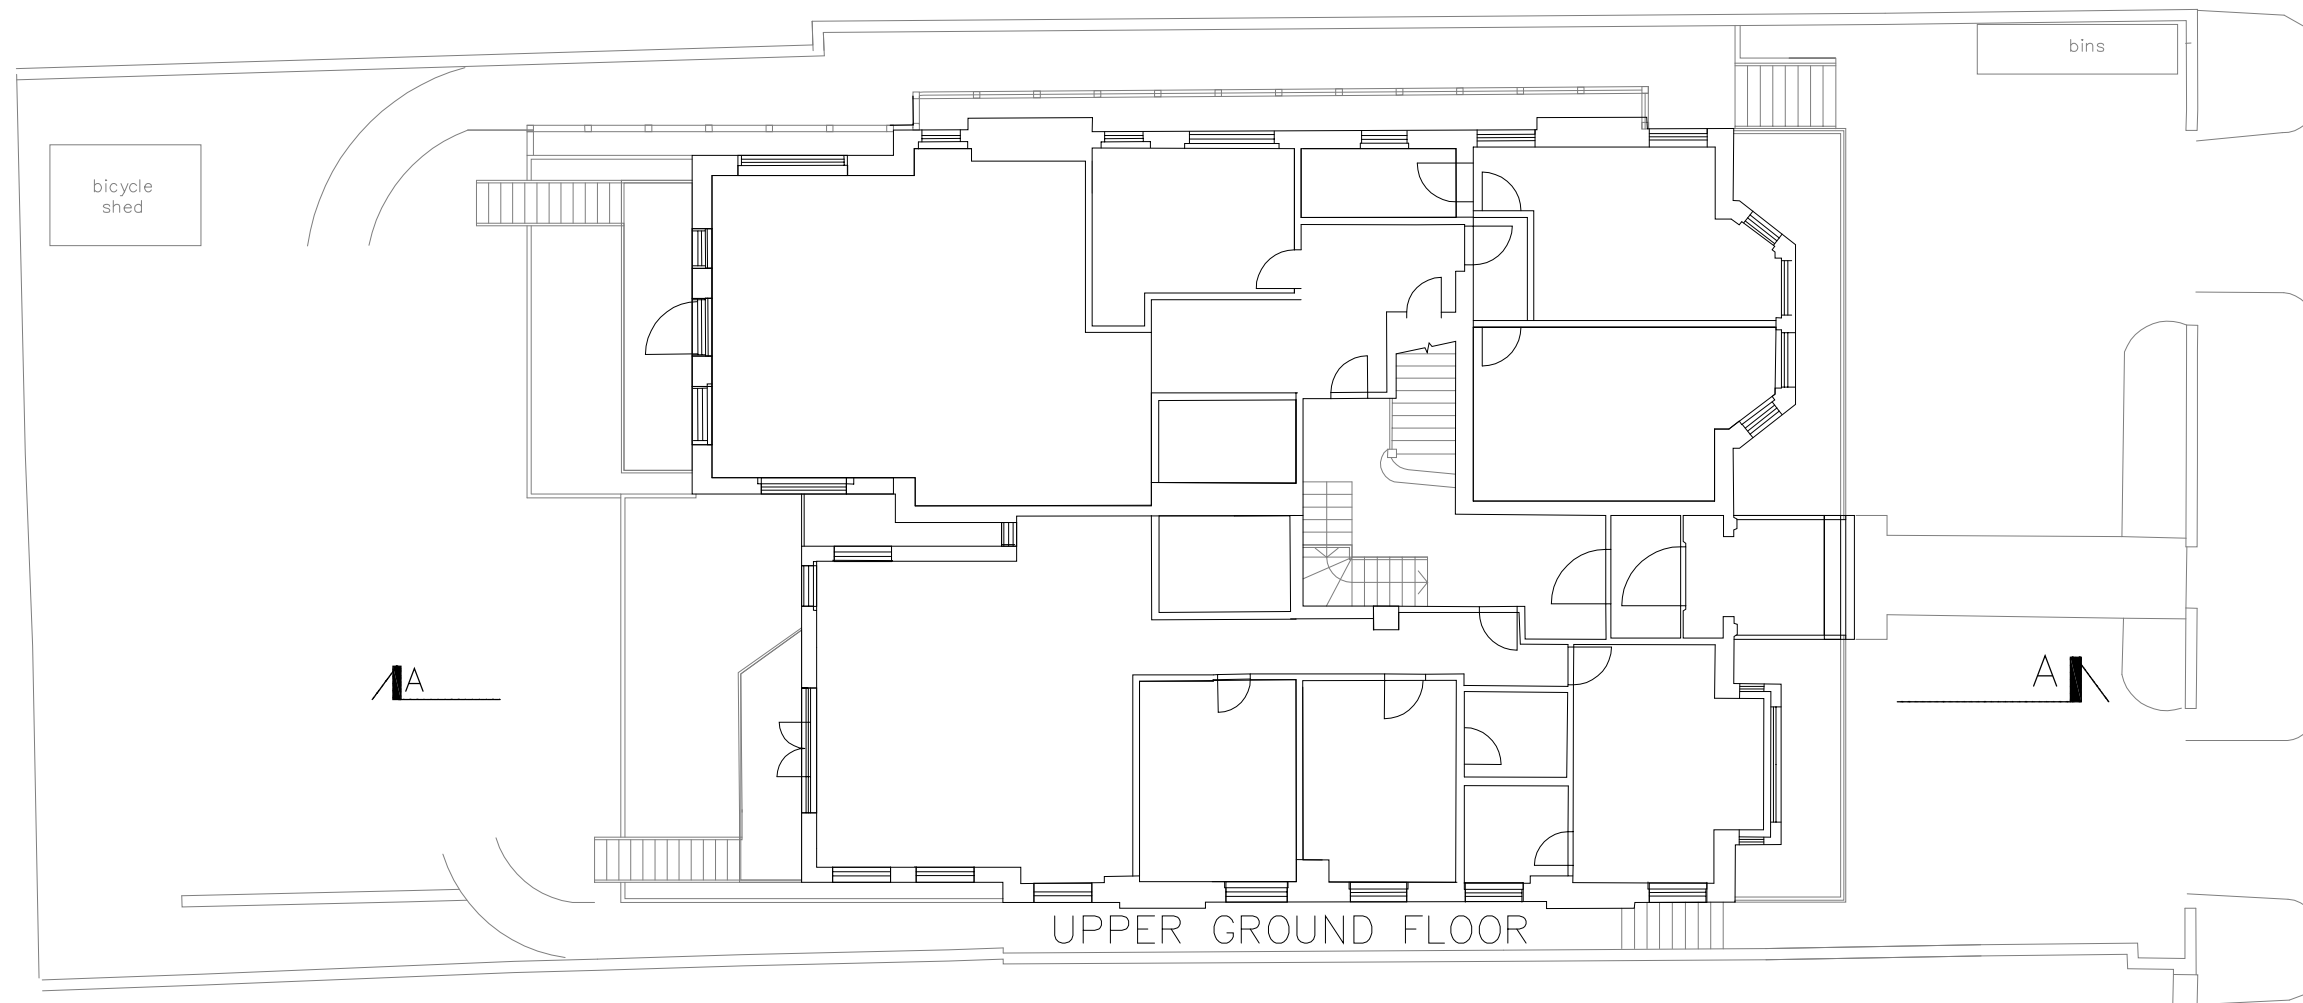 bins
bicycle
shed
A
A
UPPER GROUND FLOOR